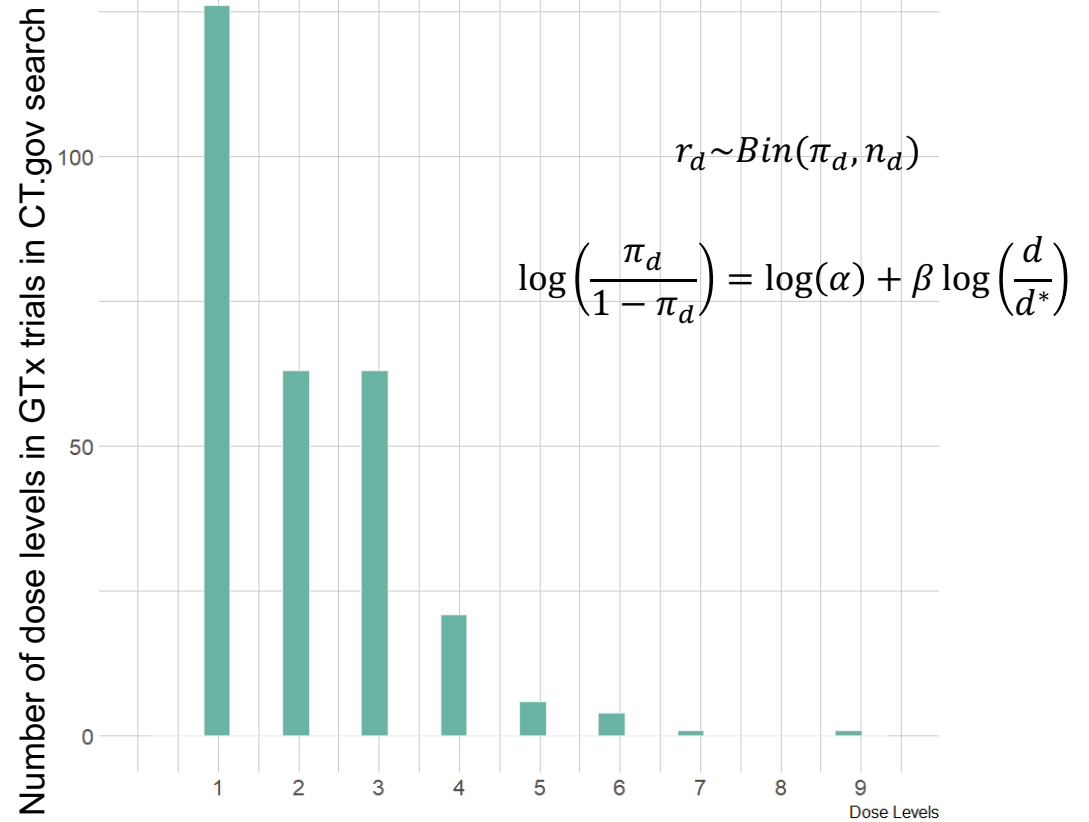 Number of dose levels in GTx trials in CT.gov search
100
50
0
r_d~Bin(π_d, n_d)
log(π_d / (1 − π_d)) = log(α) + β log(d / d*)
1 2 3 4 5 6 7 8 9
Dose Levels